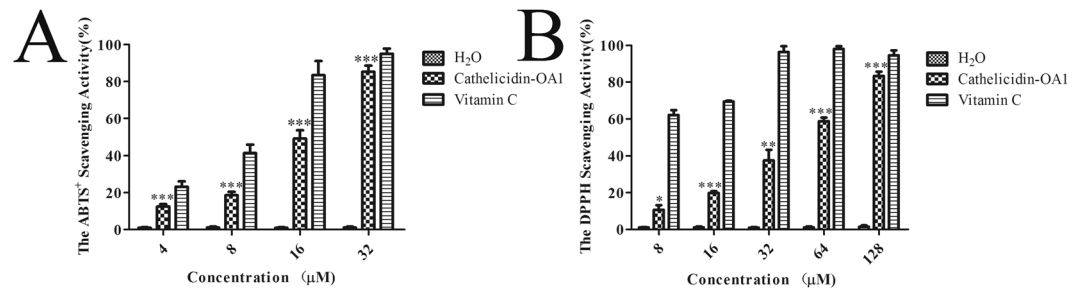 A
The ABTS⁺ Scavenging Activity(%)
100
80
60
40
20
0
***
***
***
***
4
8
16
32
Concentration (μM)
H₂O
Cathelicidin-OA1
Vitamin C
B
The DPPH Scavenging Activity(%)
100
80
60
40
20
0
*
***
**
***
***
8
16
32
64
128
Concentration (μM)
H₂O
Cathelicidin-OA1
Vitamin C